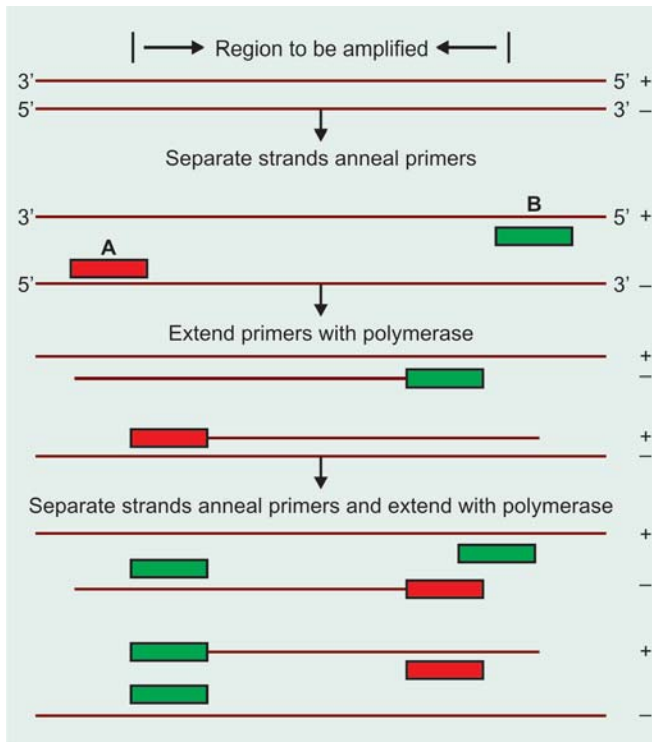 Region to be amplified
3’ 5’ +
5’ 3’ –
Separate strands anneal primers
B
3’ 5’ +
A
5’ 3’ –
Extend primers with polymerase
+
–
+
–
Separate strands anneal primers and extend with polymerase
+
–
+
–